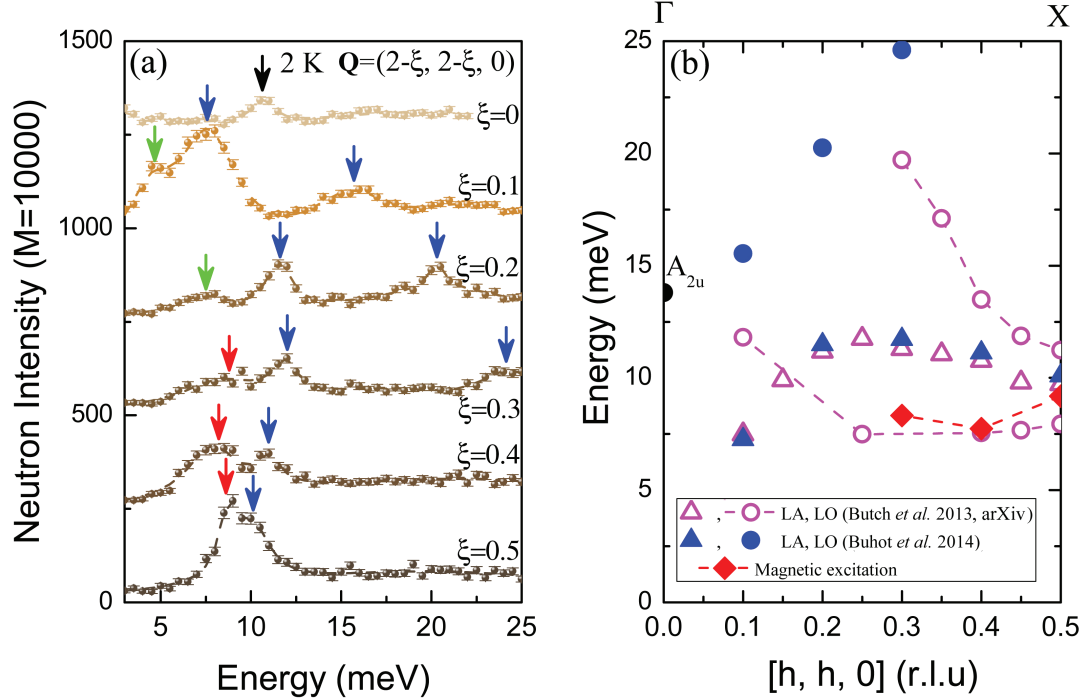 (a)
2 K Q=(2-ξ, 2-ξ, 0)
ξ=0
ξ=0.1
ξ=0.2
ξ=0.3
ξ=0.4
ξ=0.5
1500
1000
500
0
5 10 15 20 25
Neutron Intensity (M=10000)
Energy (meV)
Γ X
(b)
25
20
15
10
5
0
A2u
0.0 0.1 0.2 0.3 0.4 0.5
Energy (meV)
[h, h, 0] (r.l.u)
, LA, LO (Butch et al. 2013, arXiv)
, LA, LO (Buhot et al. 2014)
Magnetic excitation